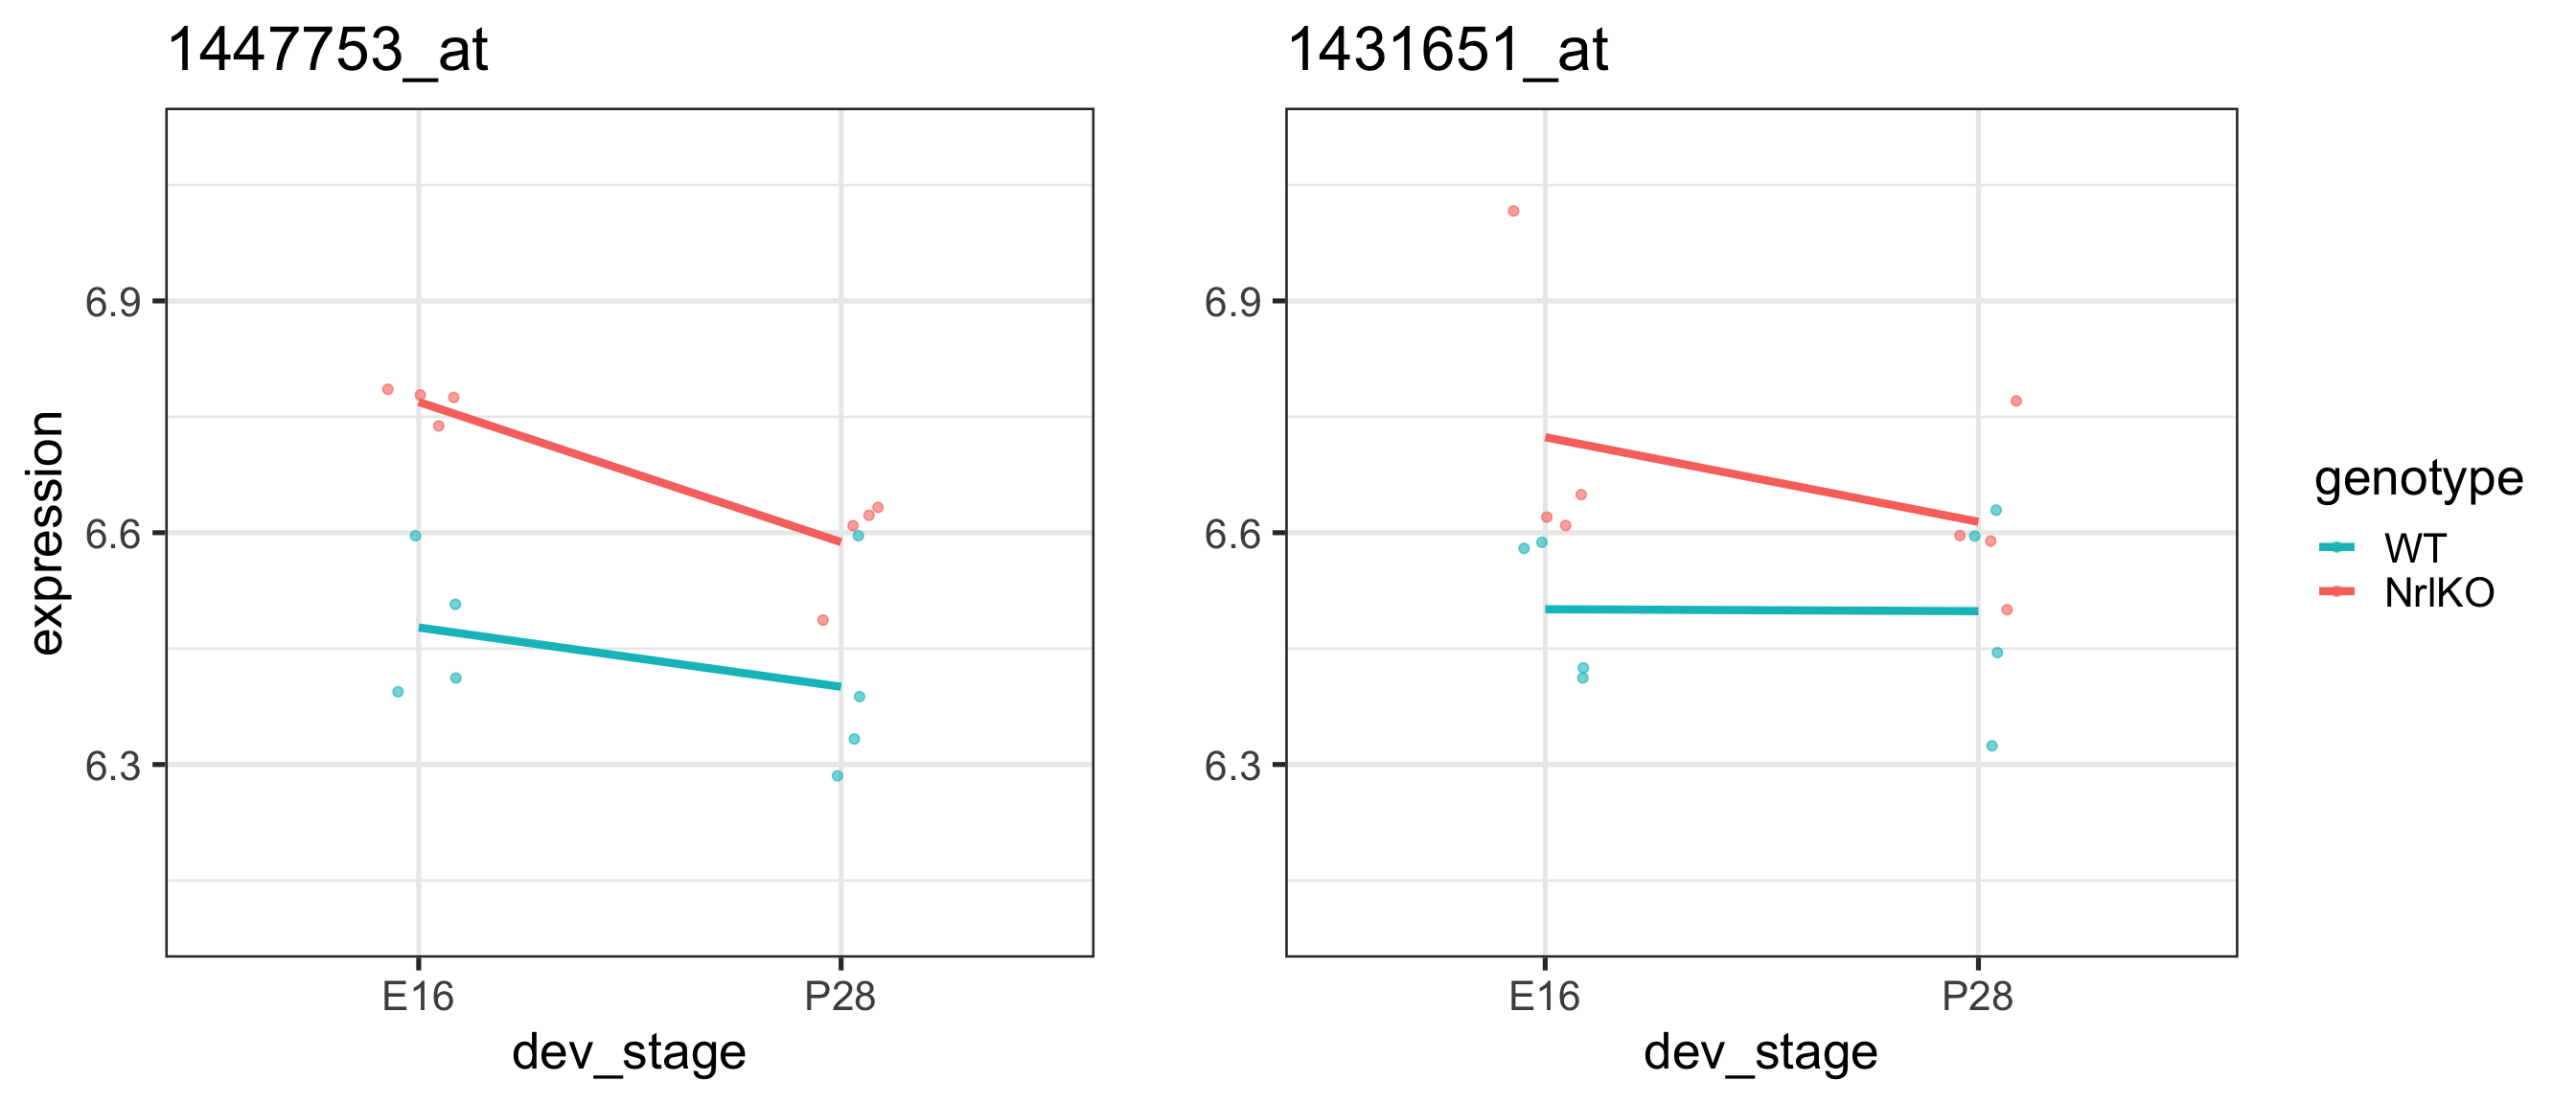 1447753_at
1431651_at
expression
6.9
6.6
6.3
E16
P28
dev_stage
6.9
6.6
6.3
E16
P28
dev_stage
genotype
WT
NrlKO